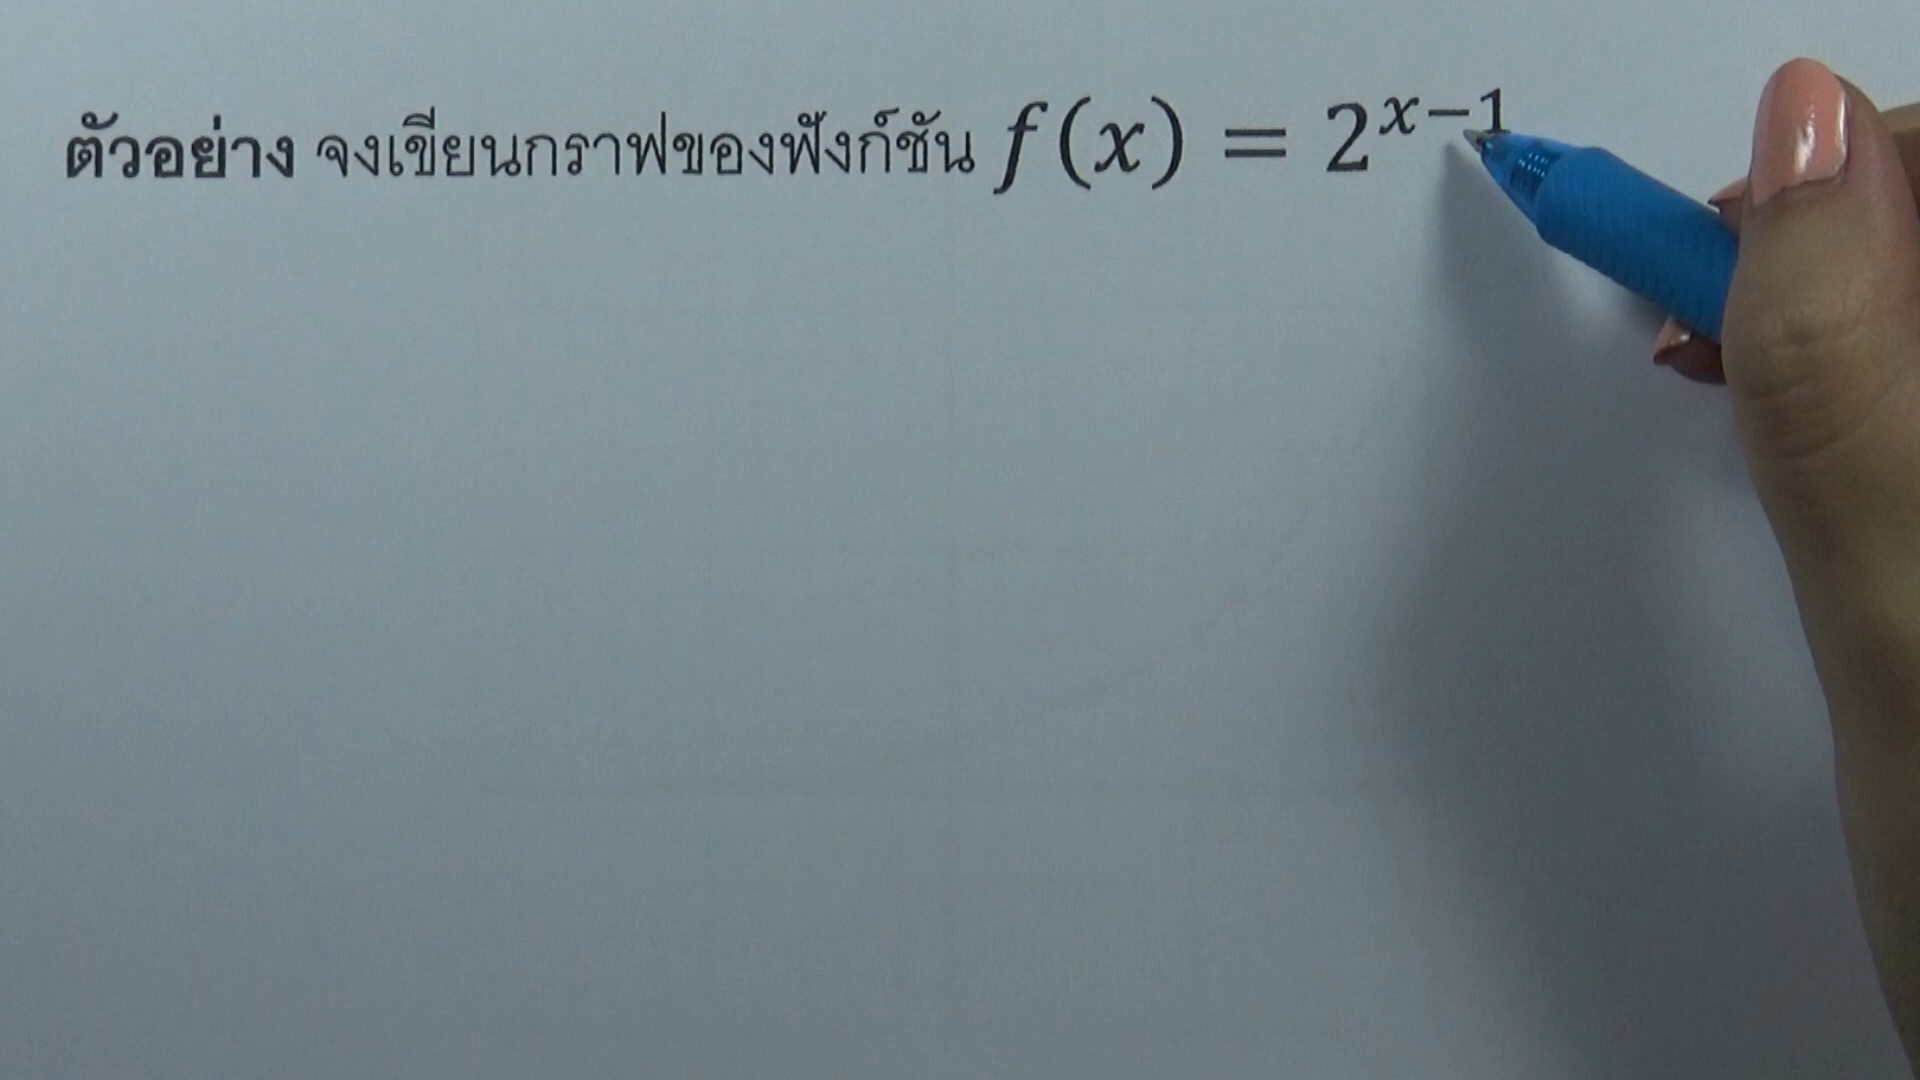 ตัวอย่าง จงเขียนกราฟของฟังก์ชัน f(x) = 2^{x−1}